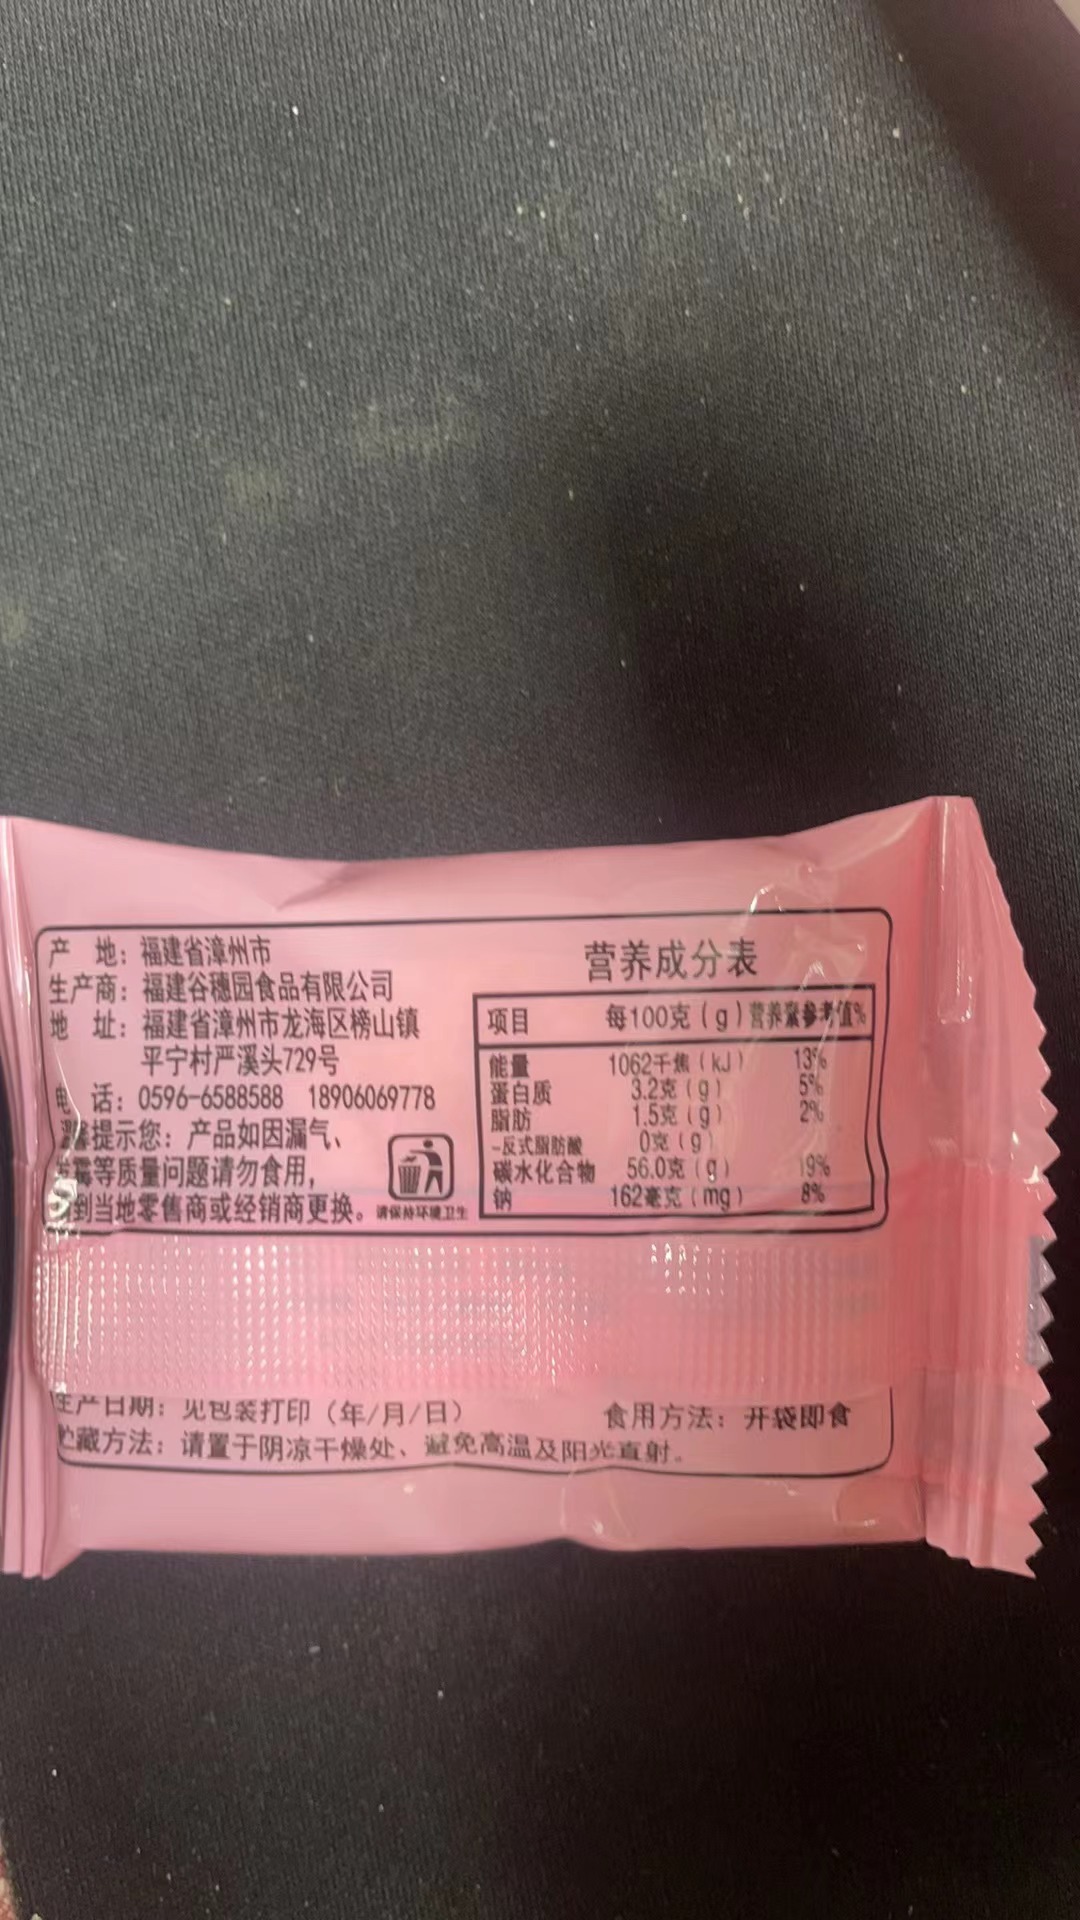 产 地：福建省漳州市
生产商：福建谷穗园食品有限公司
地 址：福建省漳州市龙海区榜山镇
平宁村严溪头729号
电 话：0596-6588588 18906069778
温馨提示您：产品如因漏气、
发霉等质量问题请勿食用，
到当地零售商或经销商更换。
请保持环境卫生
营养成分表
项目 每100克（g） 营养素参考值%
能量 1062千焦（kJ） 13%
蛋白质 3.2克（g） 5%
脂肪 1.5克（g） 2%
-反式脂肪酸 0克（g）
碳水化合物 56.0克（g） 19%
钠 162毫克（mg） 8%
生产日期：见包装打印（年/月/日） 食用方法：开袋即食
贮藏方法：请置于阴凉干燥处、避免高温及阳光直射。